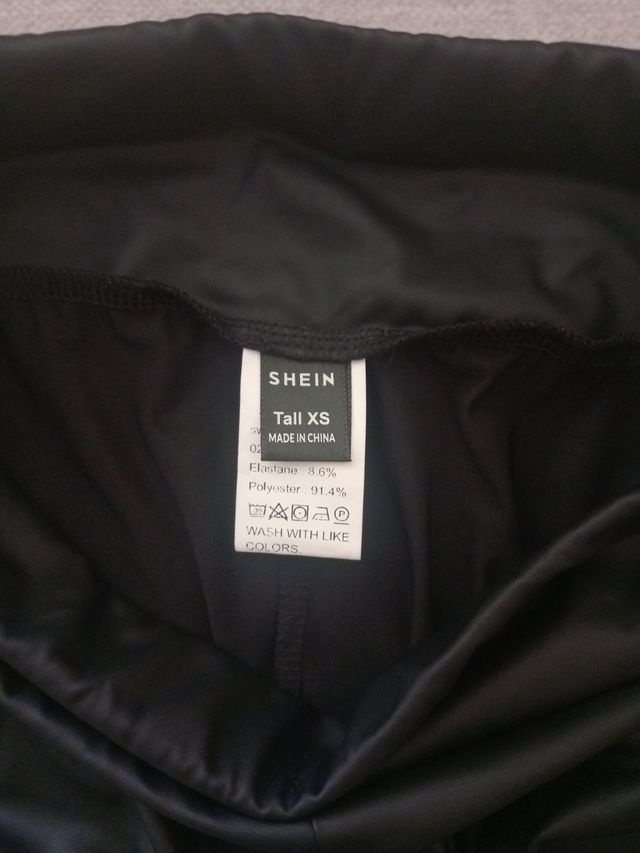 SHEIN
Tall XS
MADE IN CHINA
Elastane 8.6%
Polyester 91.4%
WASH WITH LIKE
COLORS.